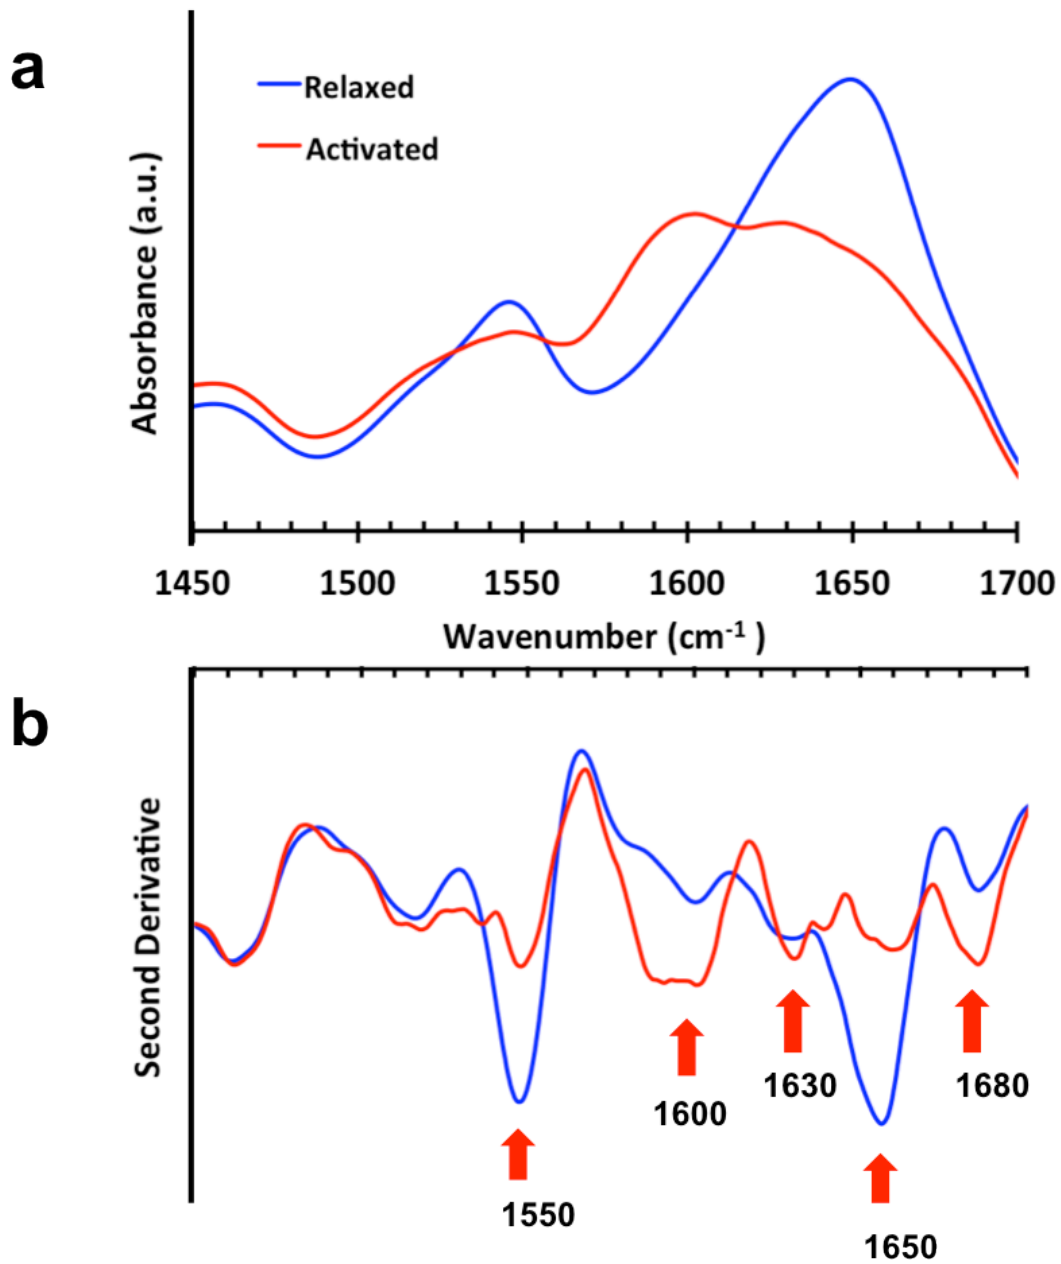 a
Relaxed
Activated
Absorbance (a.u.)
1450 1500 1550 1600 1650 1700
Wavenumber (cm-1 )
b
Second Derivative
1600
1630
1680
1550
1650